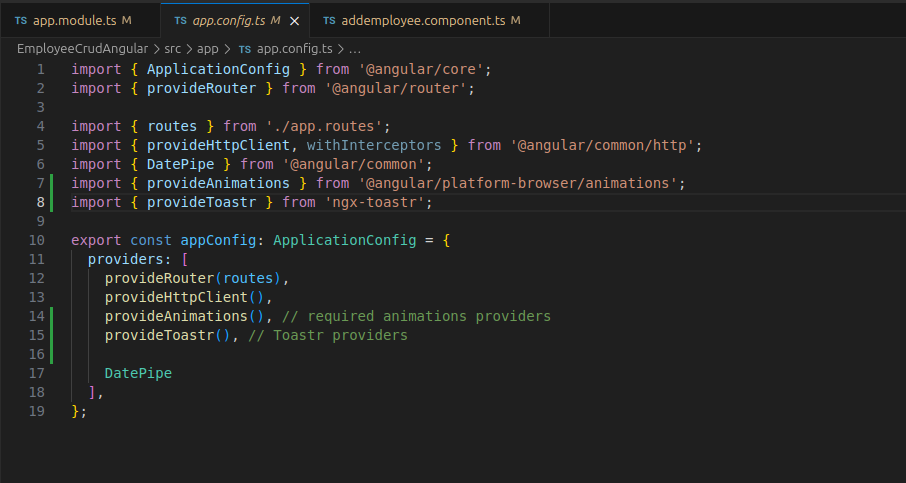 TS app.module.ts M TS app.config.ts M × TS addemployee.component.ts M
EmployeeCrudAngular > src > app > TS app.config.ts > ...
1 import { ApplicationConfig } from '@angular/core';
2 import { provideRouter } from '@angular/router';
3
4 import { routes } from './app.routes';
5 import { provideHttpClient, withInterceptors } from '@angular/common/http';
6 import { DatePipe } from '@angular/common';
7 import { provideAnimations } from '@angular/platform-browser/animations';
8 import { provideToastr } from 'ngx-toastr';
9
10 export const appConfig: ApplicationConfig = {
11 providers: [
12 provideRouter(routes),
13 provideHttpClient(),
14 provideAnimations(), // required animations providers
15 provideToastr(), // Toastr providers
16
17 DatePipe
18 ],
19 };